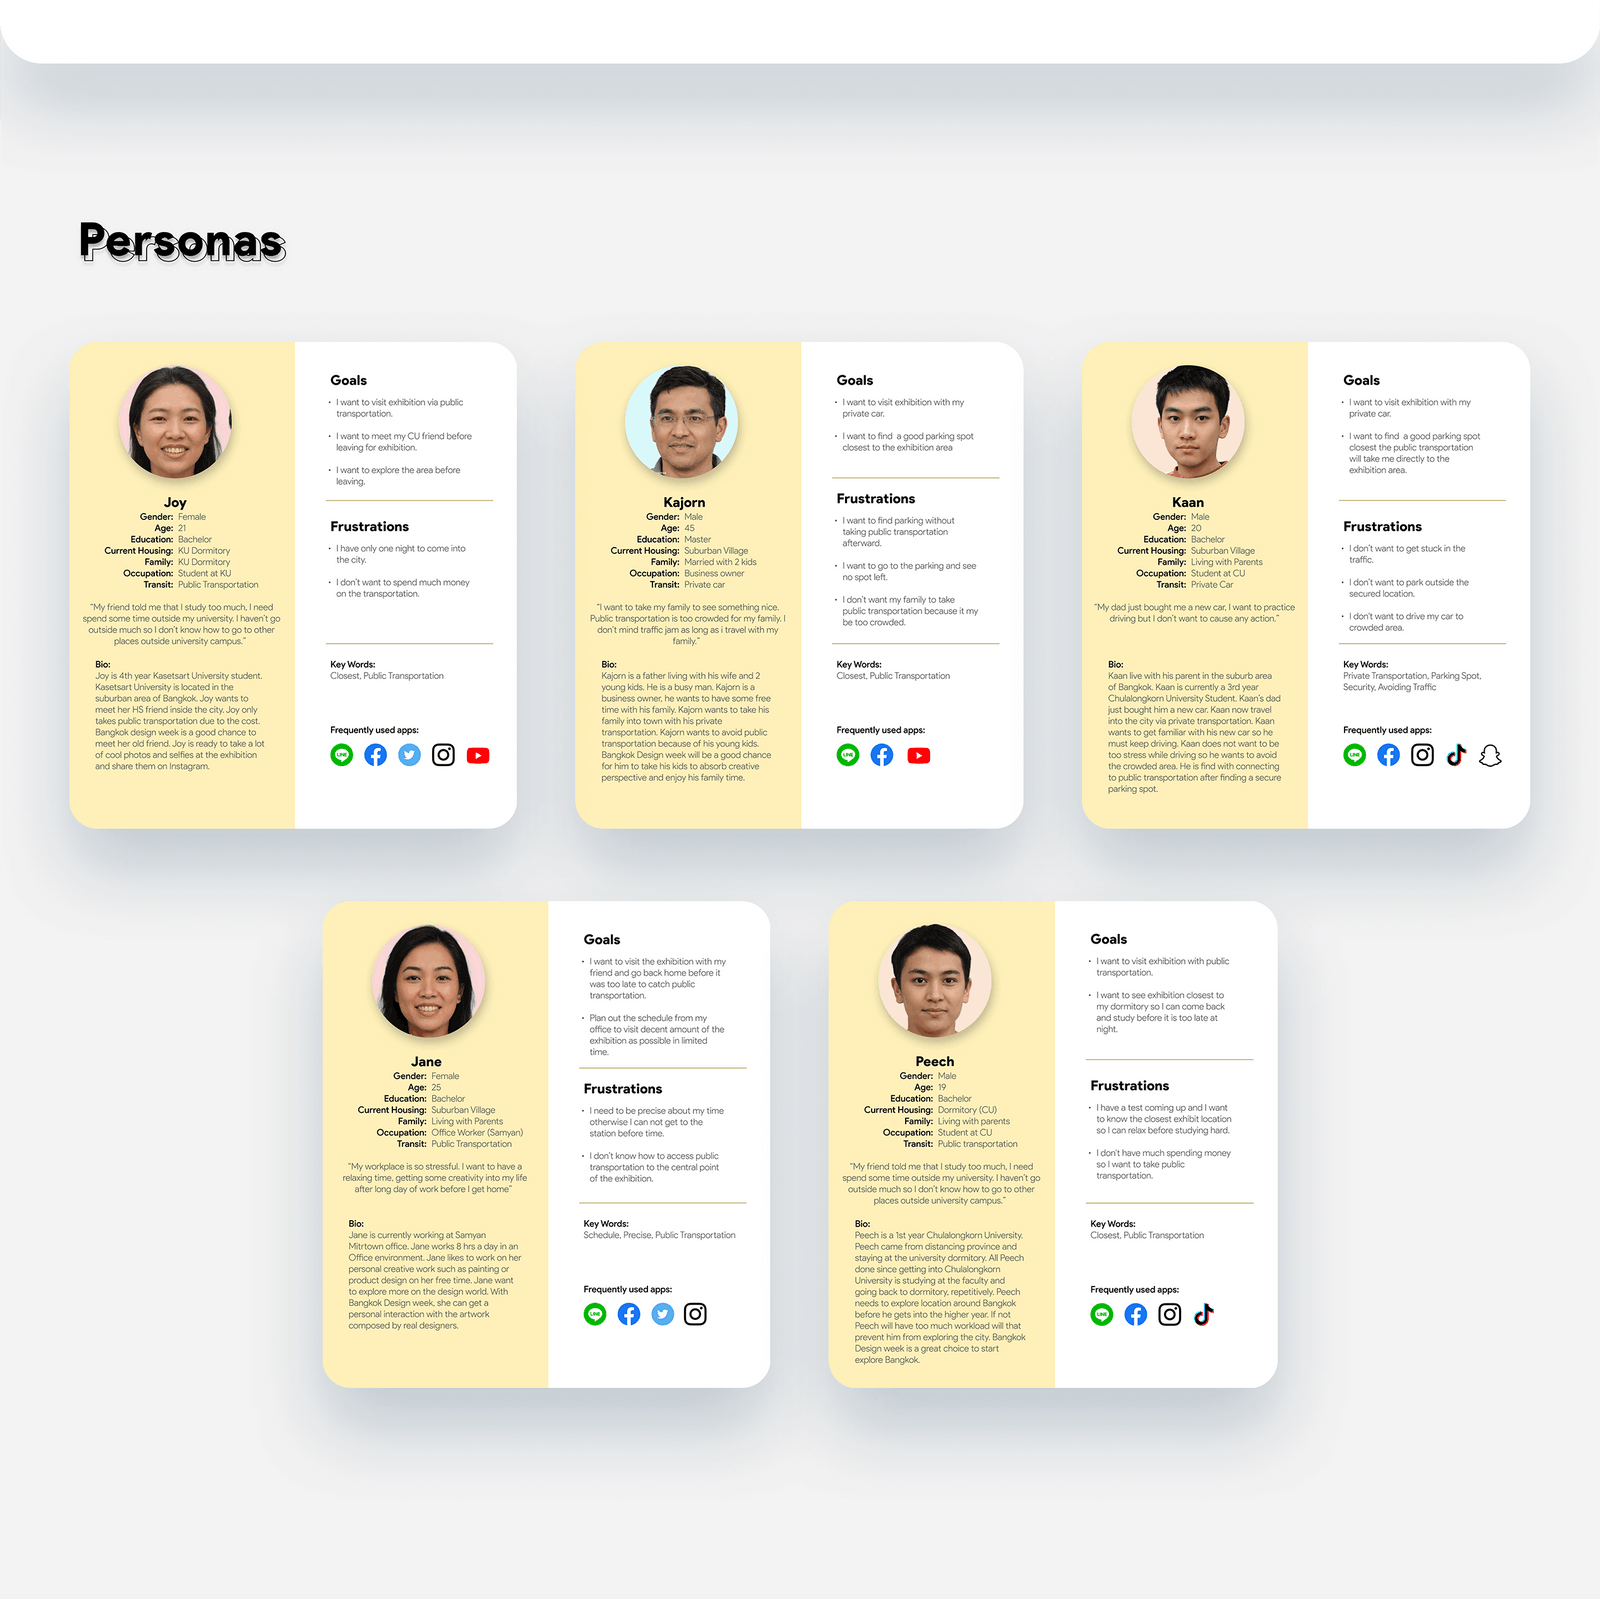 Personas
Joy
Gender: Female
Age: 21
Education: Bachelor
Current Housing: KU Dormitory
Family: KU Dormitory
Occupation: Student at KU
Transit: Public Transportation
“My friend told me that I study too much, I need
spend some time outside my university. I haven’t go
outside much so I don’t know how to go to other
places outside university campus.”
Bio:
Joy is 4th year Kasetsart University student.
Kasetsart University is located in the
suburban area of Bangkok. Joy wants to
meet her HS friend inside the city. Joy only
takes public transportation due to the cost.
Bangkok design week is a good chance to
meet her old friend. Joy is ready to take a lot
of cool photos and selfies at the exhibition
and share them on Instagram.
Goals
• I want to visit exhibition via public
transportation.
• I want to meet my CU friend before
leaving for exhibition.
• I want to explore the area before
leaving.
Frustrations
• I have only one night to come into
the city.
• I don’t want to spend much money
on the transportation.
Key Words:
Closest, Public Transportation
Frequently used apps:
LINE
Kajorn
Gender: Male
Age: 45
Education: Master
Current Housing: Suburban Village
Family: Married with 2 kids
Occupation: Business owner
Transit: Private car
“I want to take my family to see something nice.
Public transportation is too crowded for my family. I
don’t mind traffic jam as long as i travel with my
family.”
Bio:
Kajorn is a father living with his wife and 2
young kids. He is a busy man. Kajorn is a
business owner, he wants to have some free
time with his family. Kajorn wants to take his
family into town with his private
transportation. Kajorn wants to avoid public
transportation because of his young kids.
Bangkok Design week will be a good chance
for him to take his kids to absorb creative
perspective and enjoy his family time.
Goals
• I want to visit exhibition with my
private car.
• I want to find a good parking spot
closest to the exhibition area
Frustrations
• I want to find parking without
taking public transportation
afterward.
• I want to go to the parking and see
no spot left.
• I don’t want my family to take
public transportation because it my
be too crowded.
Key Words:
Closest, Public Transportation
Frequently used apps:
LINE
Kaan
Gender: Male
Age: 20
Education: Bachelor
Current Housing: Suburban Village
Family: Living with Parents
Occupation: Student at CU
Transit: Private Car
“My dad just bought me a new car, I want to practice
driving but I don’t want to cause any action.”
Bio:
Kaan live with his parent in the suburb area
of Bangkok. Kaan is currently a 3rd year
Chulalongkorn University Student. Kaan’s dad
just bought him a new car. Kaan now travel
into the city via private transportation. Kaan
wants to get familiar with his new car so he
must keep driving. Kaan does not want to be
too stress while driving so he wants to avoid
the crowded area. He is find with connecting
to public transportation after finding a secure
parking spot.
Goals
• I want to visit exhibition with my
private car.
• I want to find a good parking spot
closest the public transportation
will take me directly to the
exhibition area.
Frustrations
• I don’t want to get stuck in the
traffic.
• I don’t want to park outside the
secured location.
• I don’t want to drive my car to
crowded area.
Key Words:
Private Transportation, Parking Spot,
Security, Avoiding Traffic
Frequently used apps:
LINE
Jane
Gender: Female
Age: 25
Education: Bachelor
Current Housing: Suburban Village
Family: Living with Parents
Occupation: Office Worker (Samyan)
Transit: Public Transportation
“My workplace is so stressful. I want to have a
relaxing time, getting some creativity into my life
after long day of work before I get home”
Bio:
Jane is currently working at Samyan
Mitrtown office. Jane works 8 hrs a day in an
Office environment. Jane likes to work on her
personal creative work such as painting or
product design on her free time. Jane want
to explore more on the design world. With
Bangkok Design week, she can get a
personal interaction with the artwork
composed by real designers.
Goals
• I want to visit the exhibition with my
friend and go back home before it
was too late to catch public
transportation.
• Plan out the schedule from my
office to visit decent amount of the
exhibition as possible in limited
time.
Frustrations
• I need to be precise about my time
otherwise I can not get to the
station before time.
• I don’t know how to access public
transportation to the central point
of the exhibition.
Key Words:
Schedule, Precise, Public Transportation
Frequently used apps:
LINE
Peech
Gender: Male
Age: 19
Education: Bachelor
Current Housing: Dormitory (CU)
Family: Living with parents
Occupation: Student at CU
Transit: Public transportation
“My friend told me that I study too much, I need
spend some time outside my university. I haven’t go
outside much so I don’t know how to go to other
places outside university campus.”
Bio:
Peech is a 1st year Chulalongkorn University.
Peech came from distancing province and
staying at the university dormitory. All Peech
done since getting into Chulalongkorn
University is studying at the faculty and
going back to dormitory, repetitively. Peech
needs to explore location around Bangkok
before he gets into the higher year. If not
Peech will have too much workload will that
prevent him from exploring the city. Bangkok
Design week is a great choice to start
explore Bangkok.
Goals
• I want to visit exhibition with public
transportation.
• I want to see exhibition closest to
my dormitory so I can come back
and study before it is too late at
night.
Frustrations
• I have a test coming up and I want
to know the closest exhibit location
so I can relax before studying hard.
• I don’t have much spending money
so I want to take public
transportation.
Key Words:
Closest, Public Transportation
Frequently used apps:
LINE